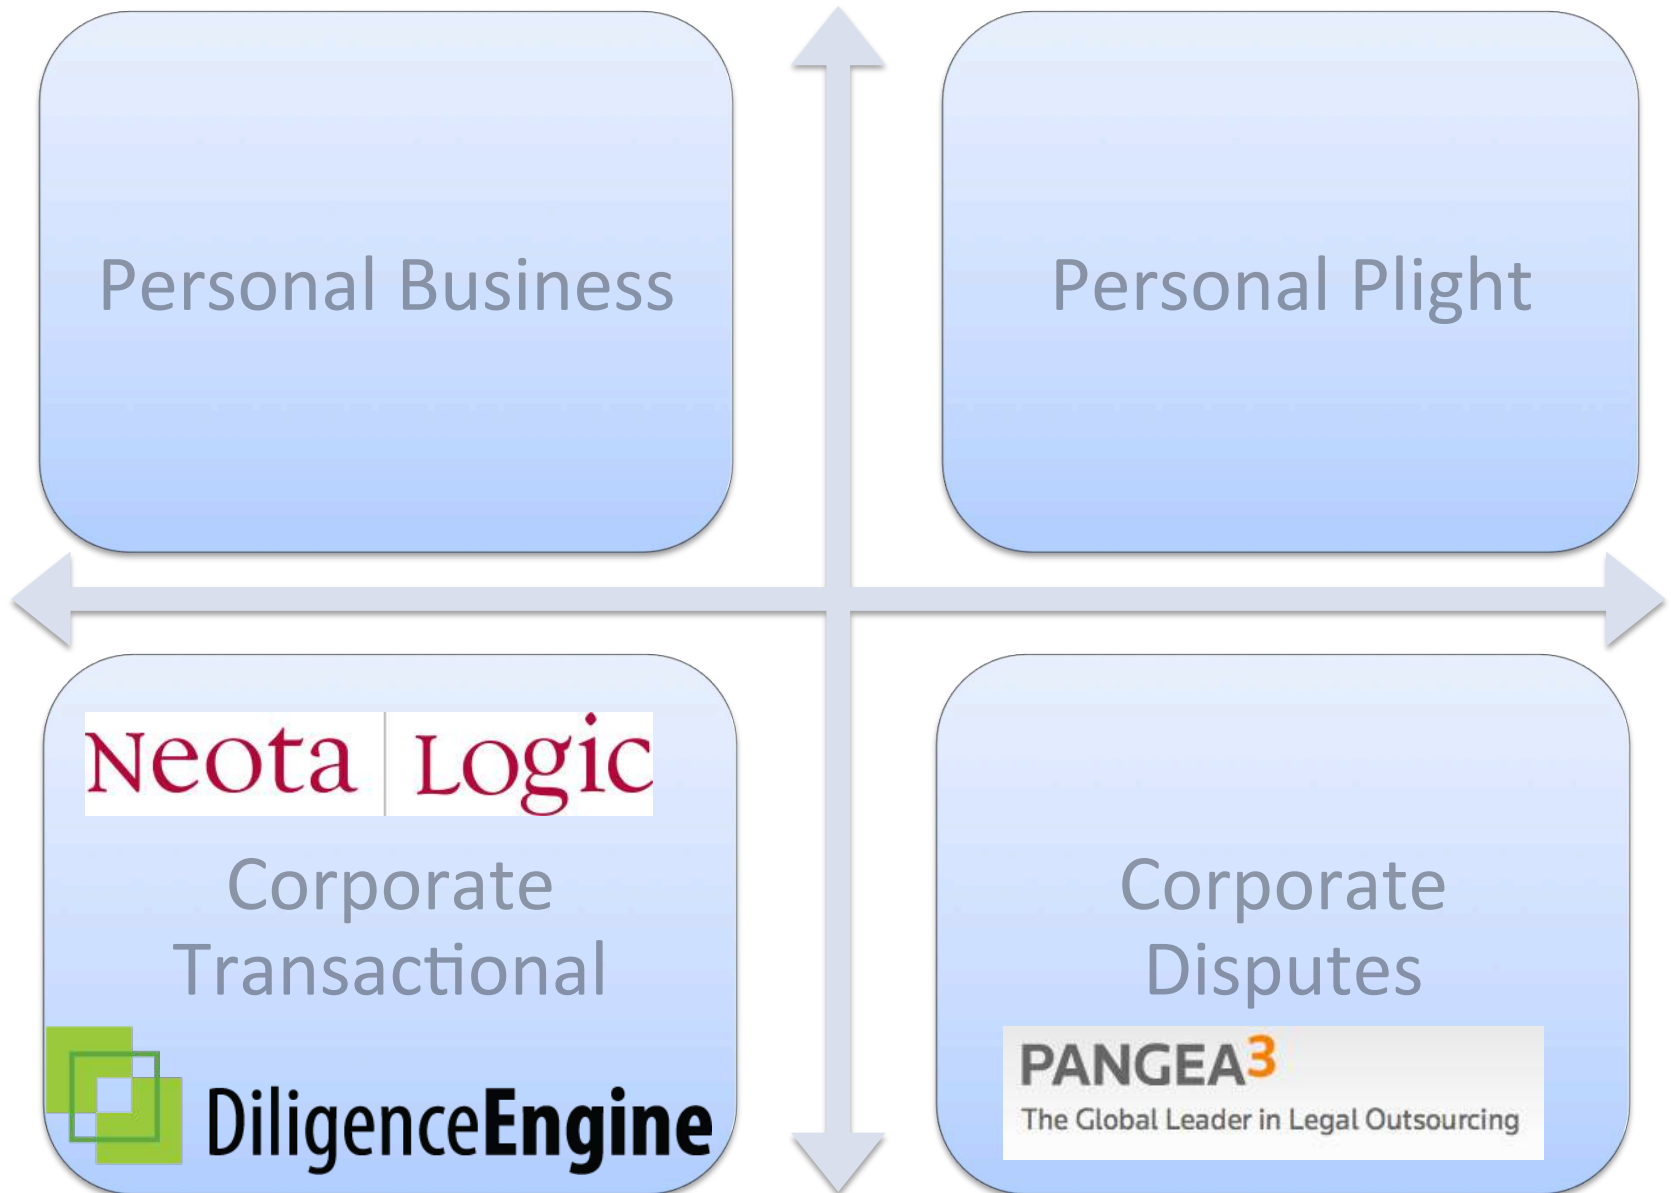 Personal Business
Personal Plight
Neota Logic
Corporate
Transactional
DiligenceEngine
Corporate
Disputes
PANGEA3
The Global Leader in Legal Outsourcing